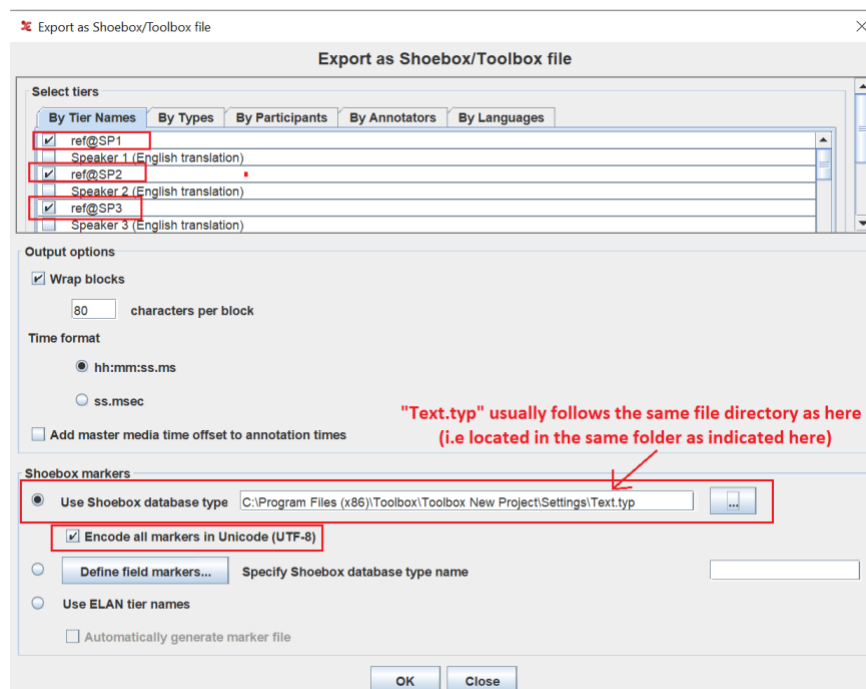 Export as Shoebox/Toolbox file
Export as Shoebox/Toolbox file
Select tiers
By Tier Names By Types By Participants By Annotators By Languages
ref@SP1
Speaker 1 (English translation)
ref@SP2
Speaker 2 (English translation)
ref@SP3
Speaker 3 (English translation)
Output options
Wrap blocks
80 characters per block
Time format
hh:mm:ss.ms
ss.msec
"Text.typ" usually follows the same file directory as here
(i.e located in the same folder as indicated here)
Add master media time offset to annotation times
Shoebox markers
Use Shoebox database type C:\Program Files (x86)\Toolbox\Toolbox New Project\Settings\Text.typ ...
Encode all markers in Unicode (UTF-8)
Define field markers... Specify Shoebox database type name
Use ELAN tier names
Automatically generate marker file
OK Close